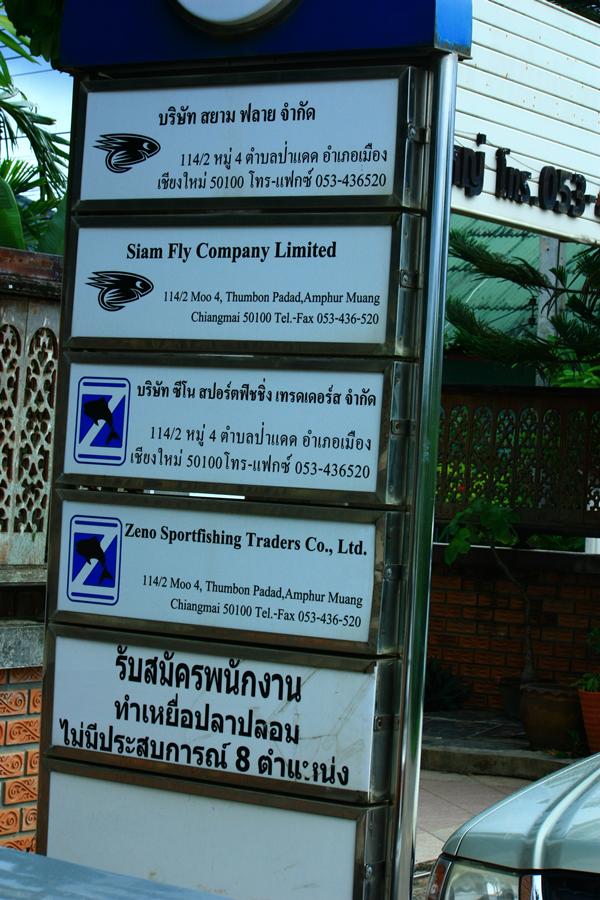 บริษัท สยาม ฟลาย จำกัด
114/2 หมู่ 4 ตำบลป่าแดด อำเภอเมือง
เชียงใหม่ 50100 โทร-แฟกซ์ 053-436520
Siam Fly Company Limited
114/2 Moo 4, Thumbon Padad,Amphur Muang
Chiangmai 50100 Tel.-Fax 053-436-520
บริษัท ซีโน สปอร์ตฟิชชิ่ง เทรดเดอร์ส จำกัด
114/2 หมู่ 4 ตำบลป่าแดด อำเภอเมือง
เชียงใหม่ 50100 โทร-แฟกซ์ 053-436520
Zeno Sportfishing Traders Co., Ltd.
114/2 Moo 4, Thumbon Padad,Amphur Muang
Chiangmai 50100 Tel.-Fax 053-436-520
รับสมัครพนักงาน
ทำเหยื่อปลาปลอม
ไม่มีประสบการณ์ 8 ตำแหน่ง
โทร.053-